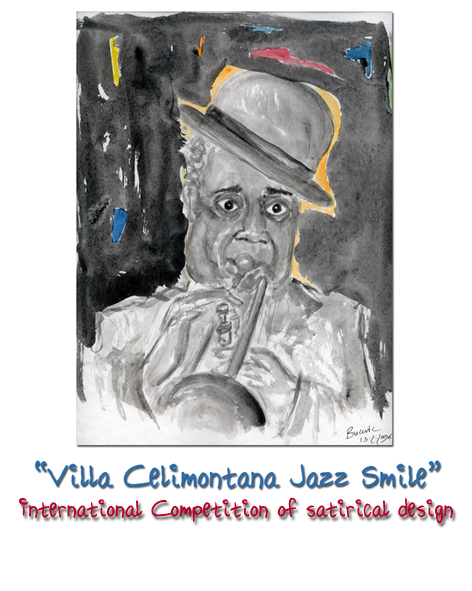 “Villa Celimontana Jazz Smile”
international Competition of satirical design